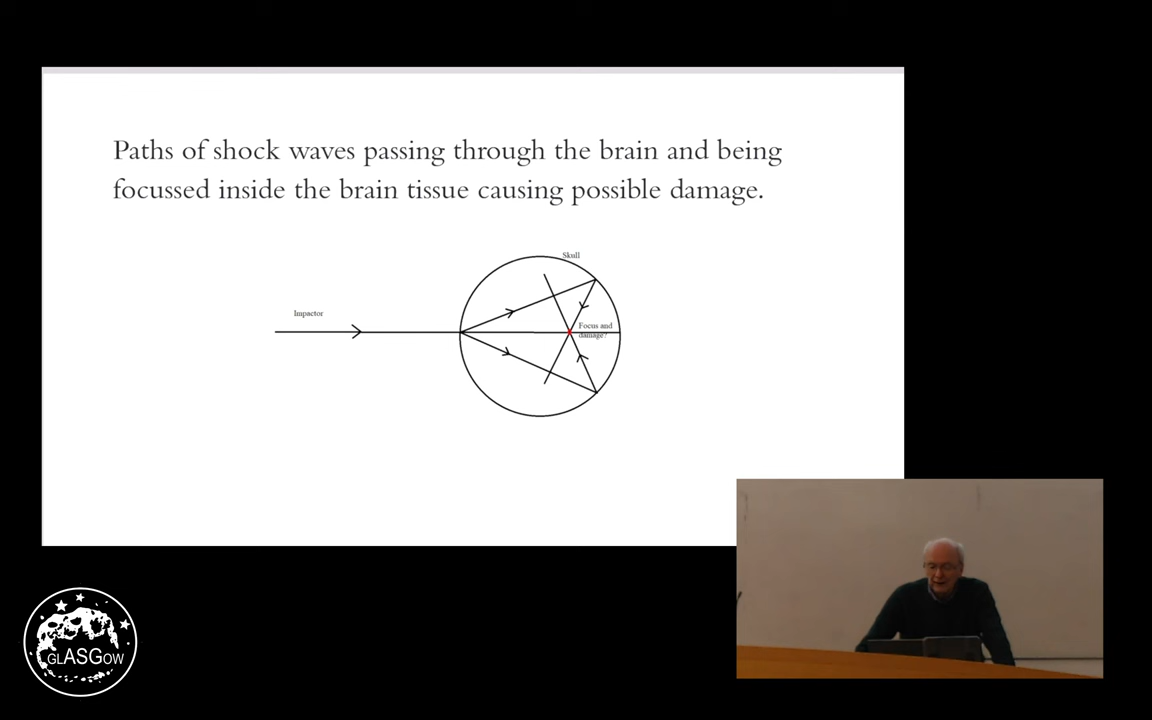 Paths of shock waves passing through the brain and being
focussed inside the brain tissue causing possible damage.
Skull
Impactor
Focus and
damage?
GLASGOW